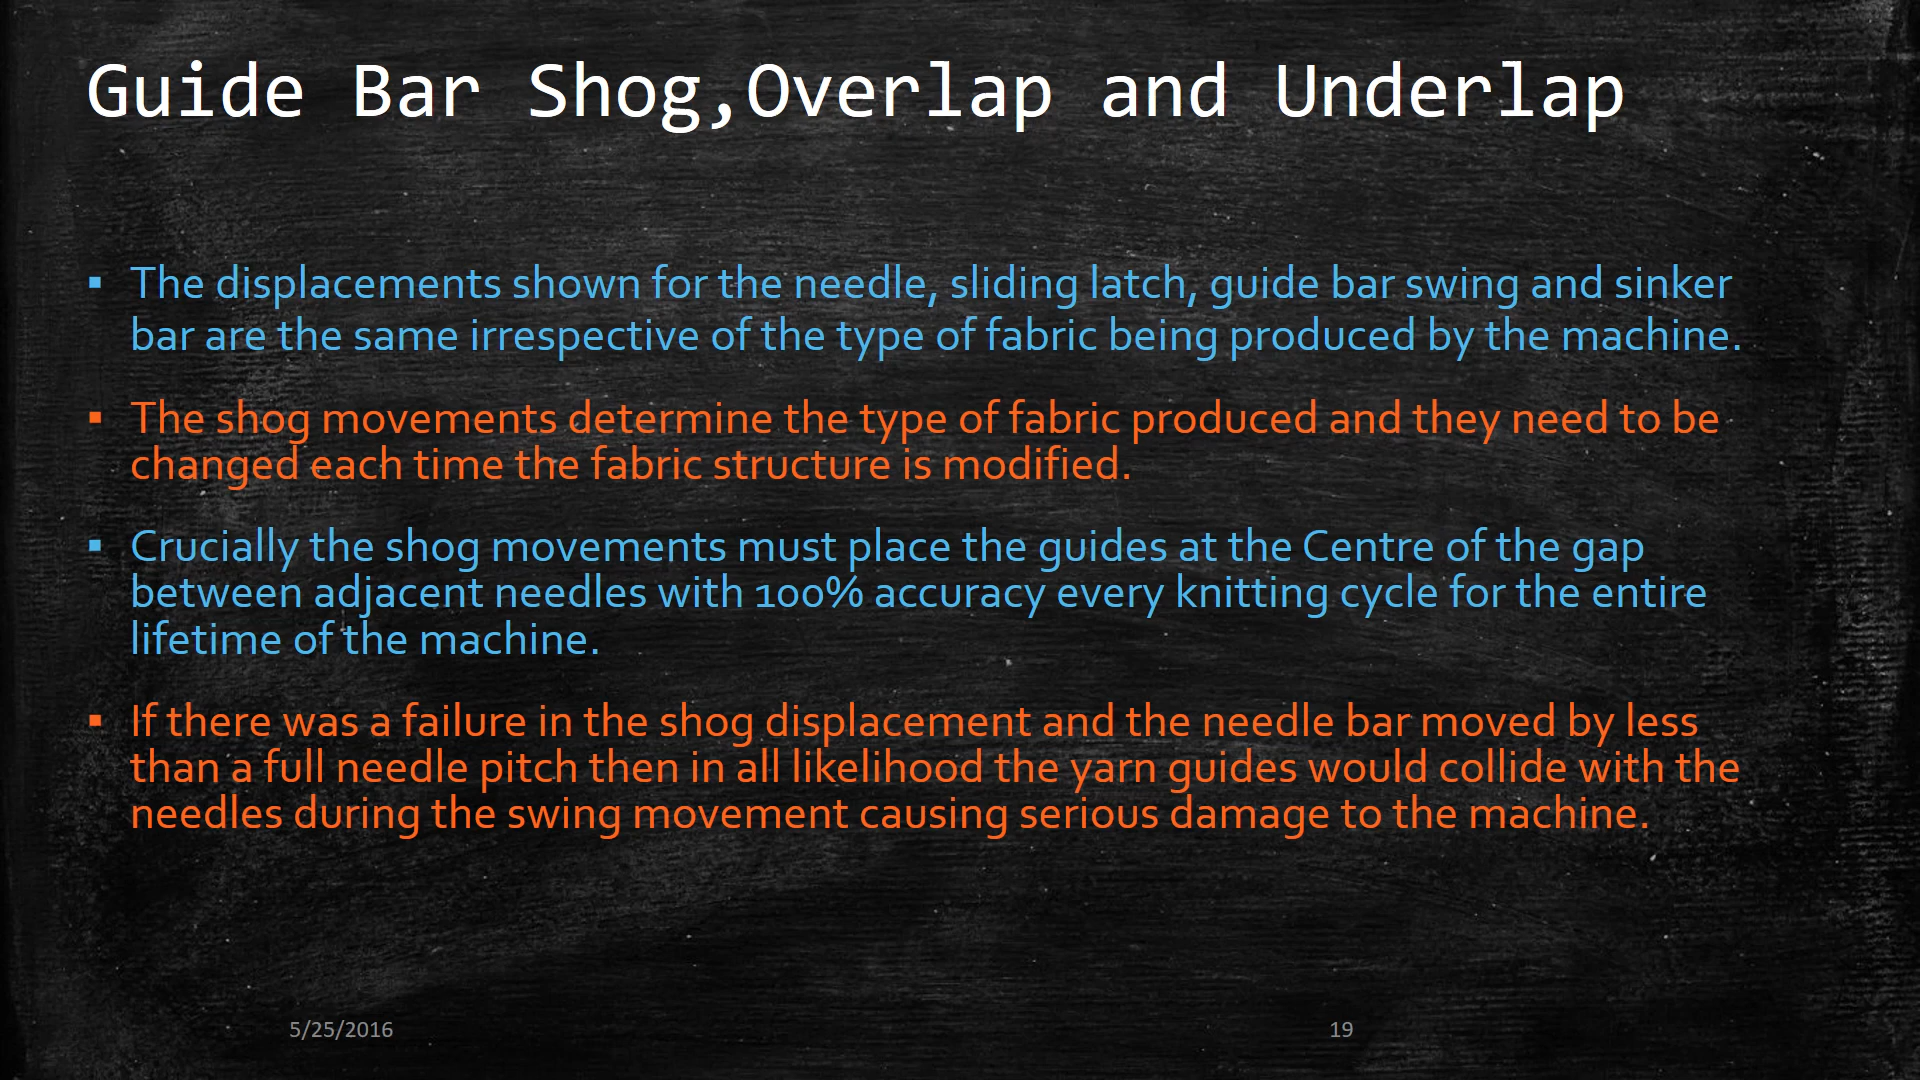 Guide Bar Shog,Overlap and Underlap
▪ The displacements shown for the needle, sliding latch, guide bar swing and sinker
bar are the same irrespective of the type of fabric being produced by the machine.
▪ The shog movements determine the type of fabric produced and they need to be
changed each time the fabric structure is modified.
▪ Crucially the shog movements must place the guides at the Centre of the gap
between adjacent needles with 100% accuracy every knitting cycle for the entire
lifetime of the machine.
▪ If there was a failure in the shog displacement and the needle bar moved by less
than a full needle pitch then in all likelihood the yarn guides would collide with the
needles during the swing movement causing serious damage to the machine.
5/25/2016
19